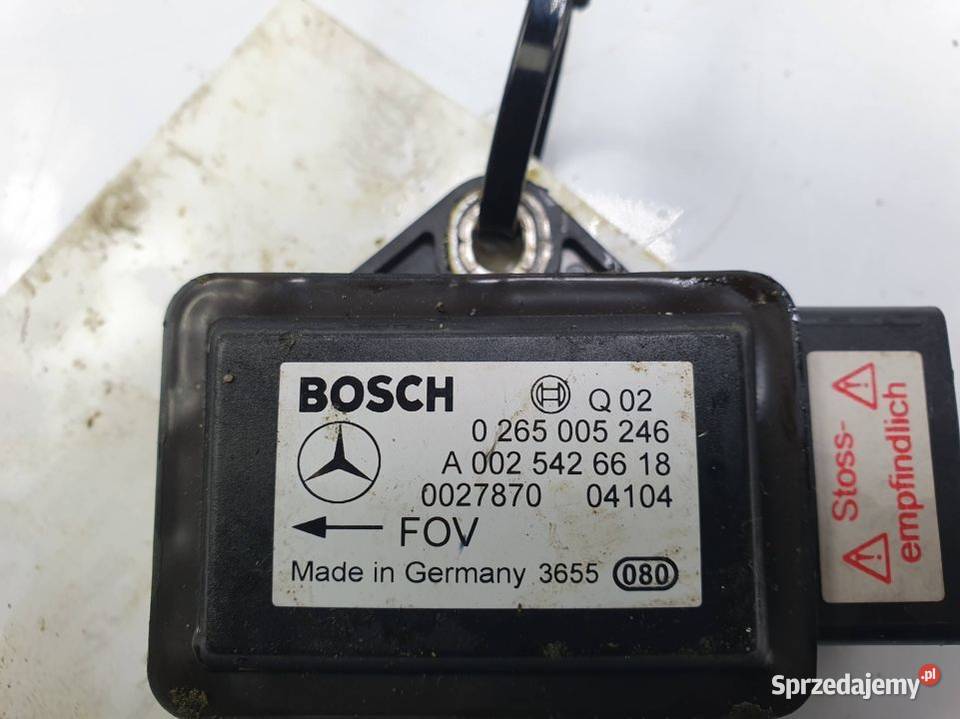 BOSCH Q 02
0 265 005 246
A 002 542 66 18
0027870 04104
FOV
Made in Germany 3655 080
Stoss-
empfindlich
Sprzedajemy.pl